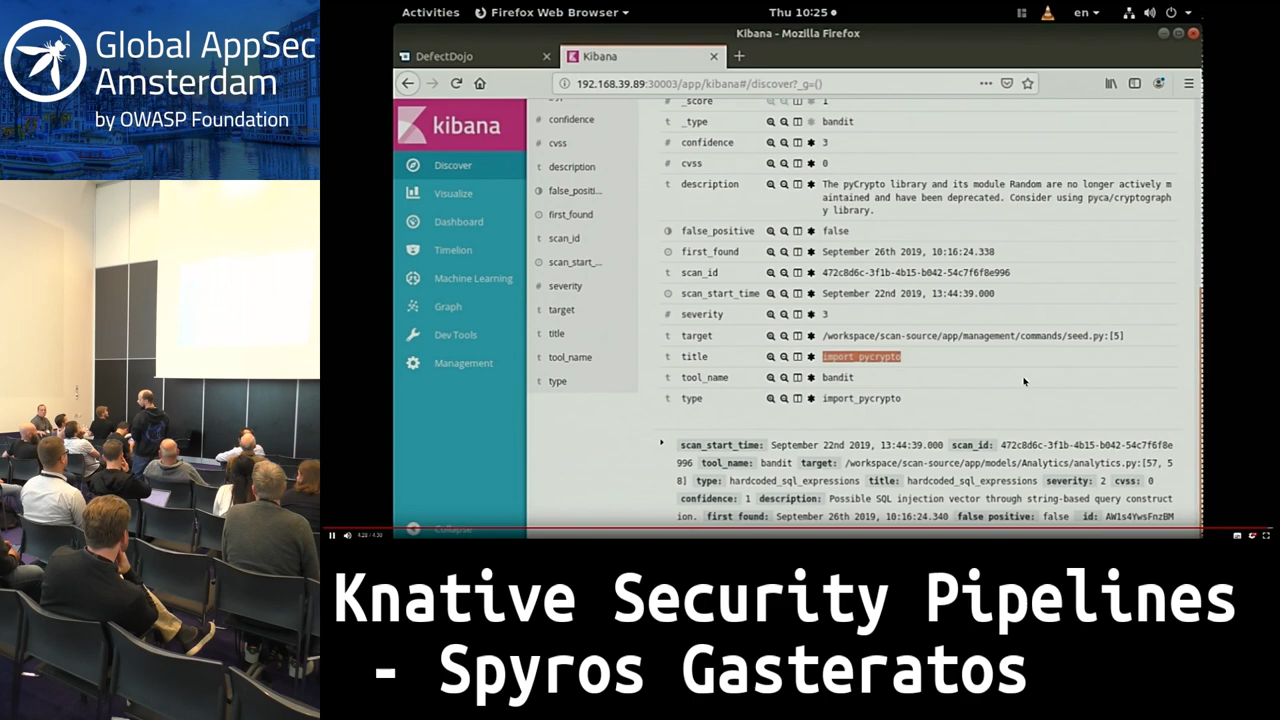 Global AppSec
Amsterdam
by OWASP Foundation
Activities Firefox Web Browser Thu 10:25 en
Kibana - Mozilla Firefox
DefectDojo Kibana
192.168.39.89:30003/app/kibana#/discover?_g=()
kibana
Discover
Visualize
Dashboard
Timelion
Machine Learning
Graph
Dev Tools
Management
Collapse
# confidence
# cvss
t description
false_positi...
first_found
t scan_id
scan_start_...
# severity
t target
t title
t tool_name
t type
# _score 1
t _type bandit
# confidence 3
# cvss 0
t description The pyCrypto library and its module Random are no longer actively m
aintained and have been deprecated. Consider using pyca/cryptograph
y library.
false_positive false
first_found September 26th 2019, 10:16:24.338
t scan_id 472c8d6c-3f1b-4b15-b042-54c7f6f8e996
scan_start_time September 22nd 2019, 13:44:39.000
# severity 3
t target /workspace/scan-source/app/management/commands/seed.py:[5]
t title import_pycrypto
t tool_name bandit
t type import_pycrypto
scan_start_time: September 22nd 2019, 13:44:39.000 scan_id: 472c8d6c-3f1b-4b15-b042-54c7f6f8e
996 tool_name: bandit target: /workspace/scan-source/app/models/Analytics/analytics.py:[57, 5
8] type: hardcoded_sql_expressions title: hardcoded_sql_expressions severity: 2 cvss: 0
confidence: 1 description: Possible SQL injection vector through string-based query construct
ion. first_found: September 26th 2019, 10:16:24.340 false_positive: false _id: AW1s4YwsFnzBM
Knative Security Pipelines
- Spyros Gasteratos